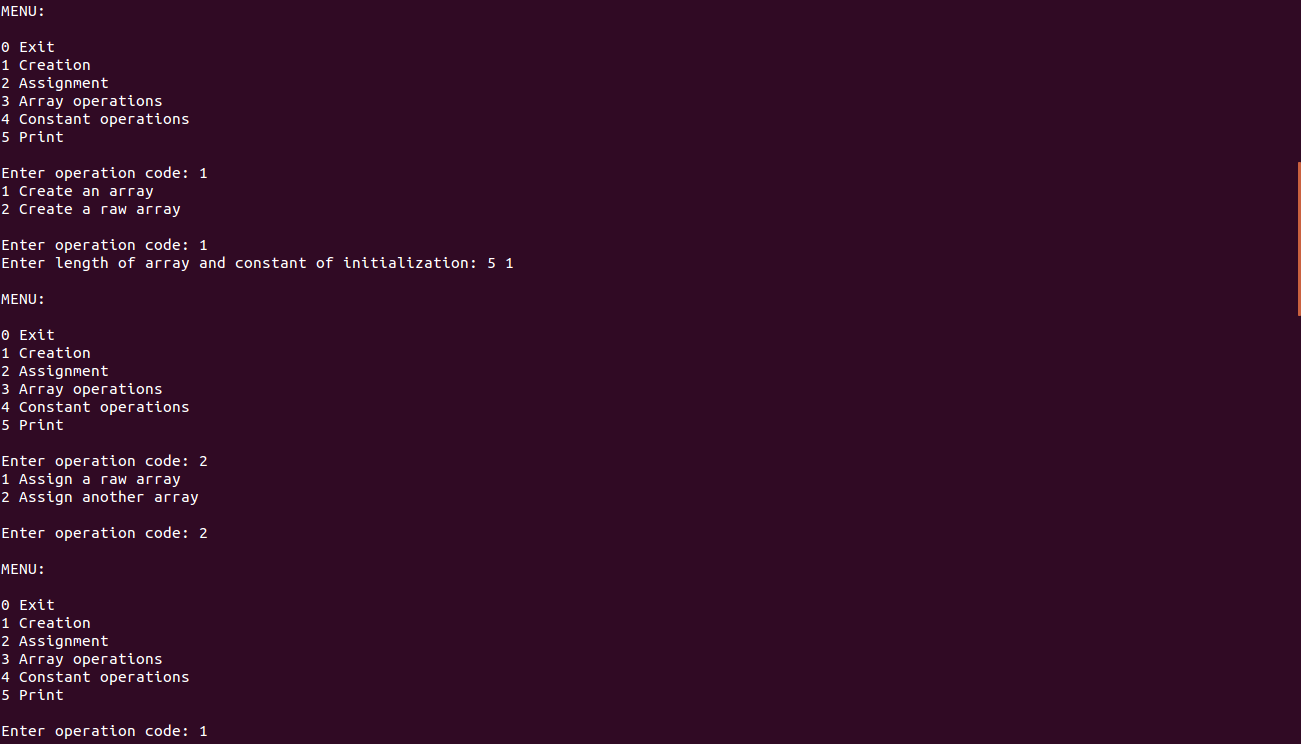 MENU:
0 Exit
1 Creation
2 Assignment
3 Array operations
4 Constant operations
5 Print
Enter operation code: 1
1 Create an array
2 Create a raw array
Enter operation code: 1
Enter length of array and constant of initialization: 5 1
MENU:
0 Exit
1 Creation
2 Assignment
3 Array operations
4 Constant operations
5 Print
Enter operation code: 2
1 Assign a raw array
2 Assign another array
Enter operation code: 2
MENU:
0 Exit
1 Creation
2 Assignment
3 Array operations
4 Constant operations
5 Print
Enter operation code: 1